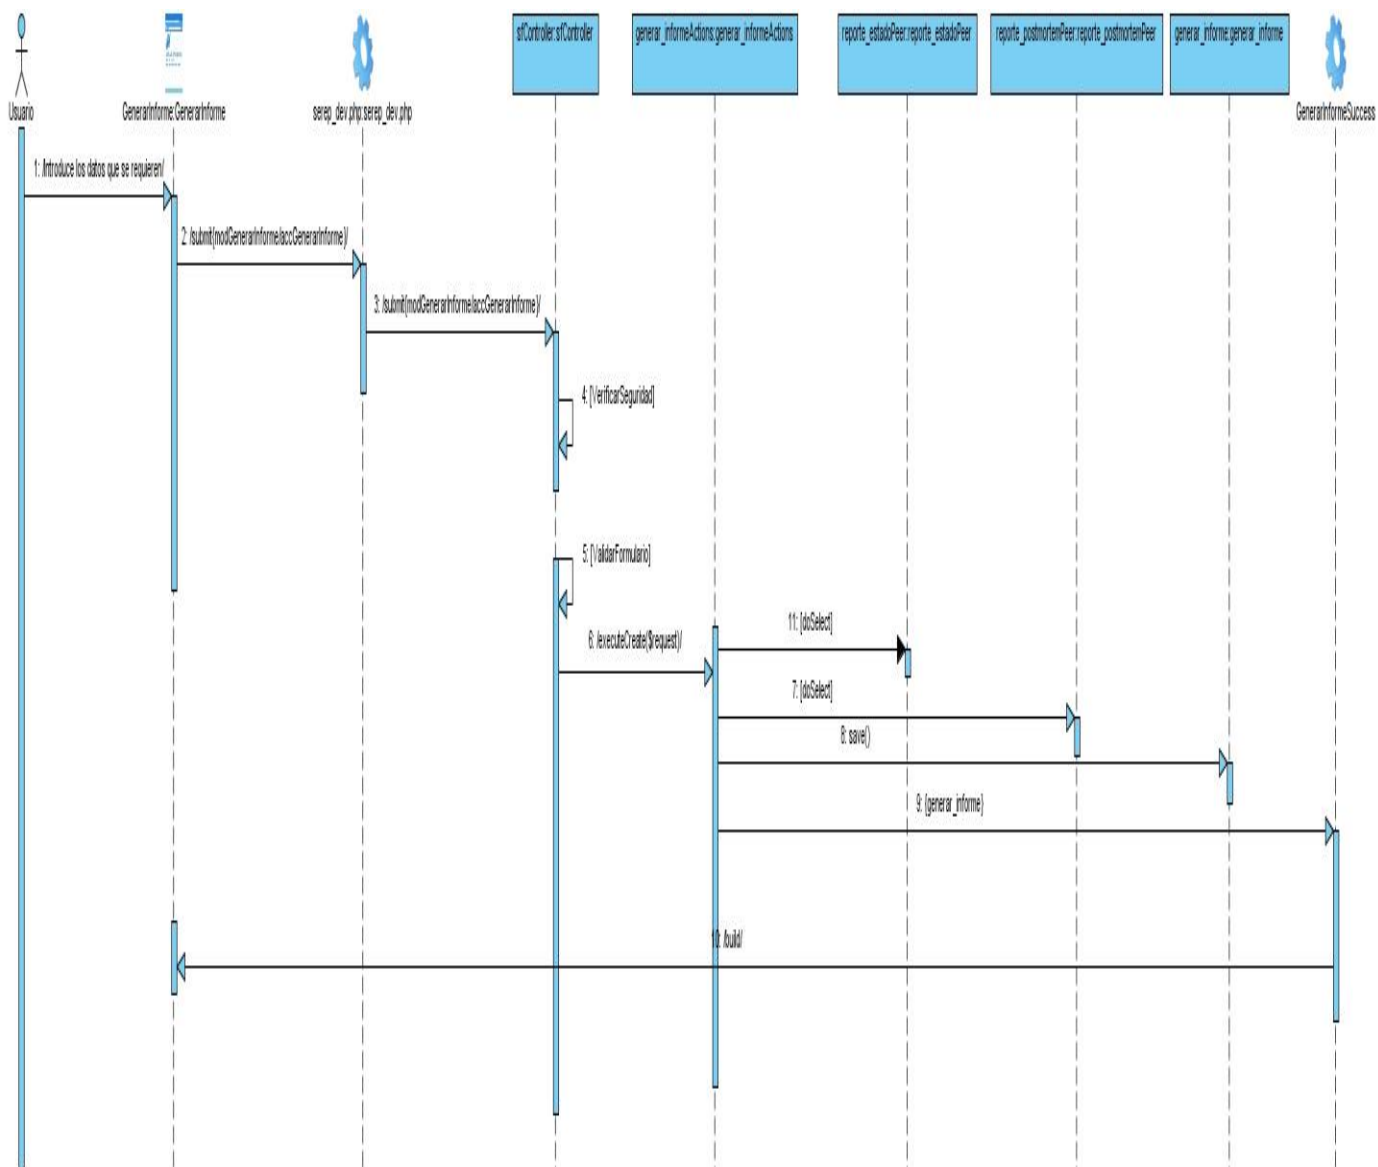 sfController:sfController
generar_informeActions:generar_informeActions
reporte_estadoPeer:reporte_estadoPeer
reporte_postmortemPeer:reporte_postmortemPeer
generar_informe:generar_informe
Usuario
GenerarInforme:GenerarInforme
serep_dev.php:serep_dev.php
GenerarInformeSuccess
1: /Introduce los datos que se requieren/
2: /submit(modGenerarInforme/accGenerarInforme)/
3: /submit(modGenerarInforme/accGenerarInforme)/
4: [VerificarSeguridad]
5: [ValidarFormulario]
11: [doSelect]
6: /executeCreate($request)/
7: [doSelect]
8: save()
9: {generar_informe}
10: /build/